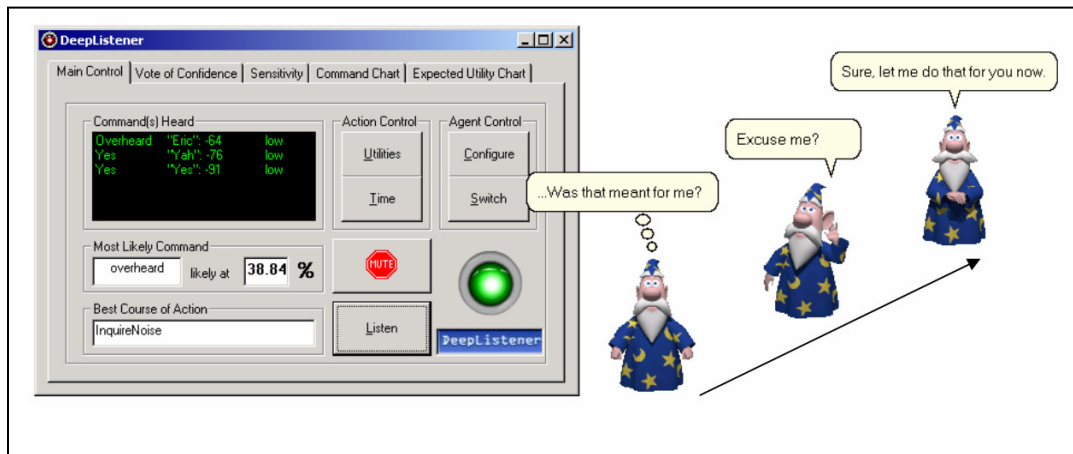 DeepListener
Main Control Vote of Confidence Sensitivity Command Chart Expected Utility Chart
Command(s) Heard
Overheard "Eric": -64 low
Yes "Yah": -76 low
Yes "Yes": -91 low
Action Control
Utilities
Time
Agent Control
Configure
Switch
Most Likely Command
overheard likely at 38.84 %
MUTE
Best Course of Action
InquireNoise
Listen
DeepListener
...Was that meant for me?
Excuse me?
Sure, let me do that for you now.